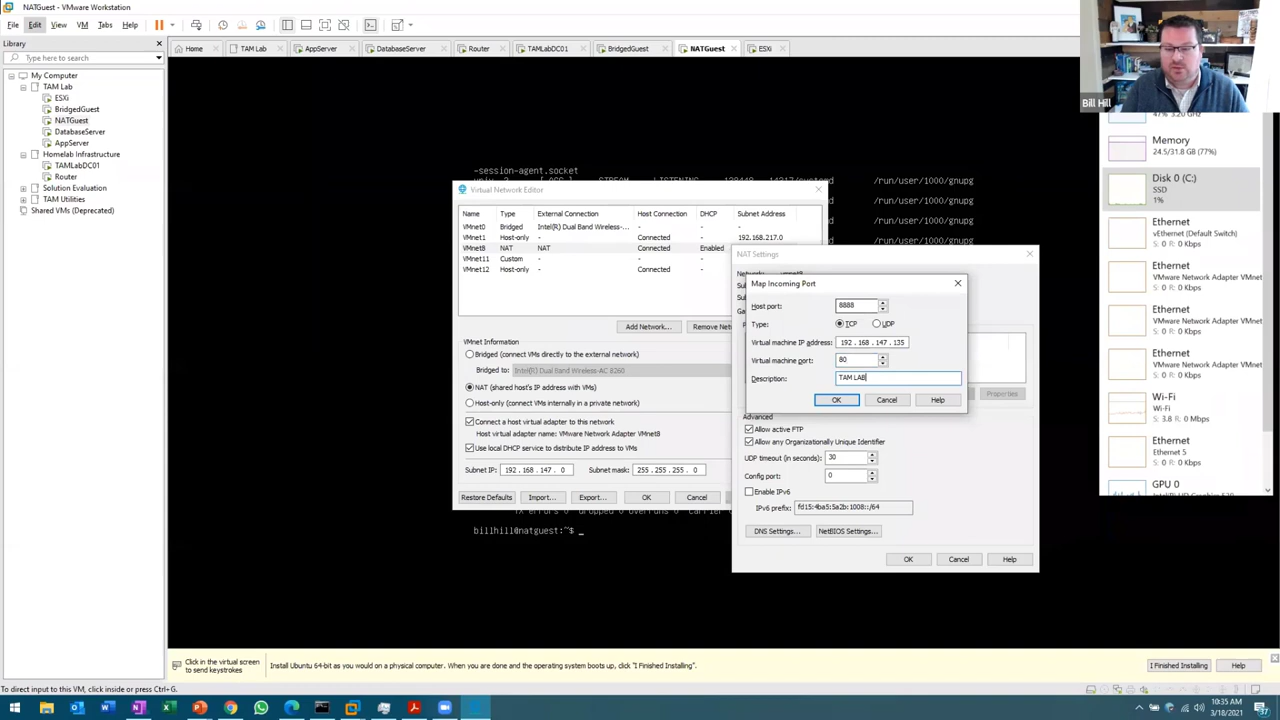 NATGuest - VMware Workstation
File Edit View VM Tabs Help
Library
Type here to search
My Computer
TAM Lab
ESXi
BridgedGuest
NATGuest
DatabaseServer
AppServer
Homelab Infrastructure
TAMLabDC01
Router
Solution Evaluation
TAM Utilities
Shared VMs (Deprecated)
Home TAM Lab AppServer DatabaseServer Router TAMLabDC01 BridgedGuest NATGuest ESXi
-session-agent.socket
/run/user/1000/gnupg
/run/user/1000/gnupg
/run/user/1000/gnupg
/run/user/1000/gnupg
Virtual Network Editor
Name Type External Connection Host Connection DHCP Subnet Address
VMnet0 Bridged Intel(R) Dual Band Wireless-... - - -
VMnet1 Host-only - Connected - 192.168.217.0
VMnet8 NAT NAT Connected Enabled
VMnet11 Custom - Connected -
VMnet12 Host-only - Connected -
Add Network... Remove Net
VMnet Information
Bridged (connect VMs directly to the external network)
Bridged to: Intel(R) Dual Band Wireless-AC 8260
NAT (shared host's IP address with VMs)
Host-only (connect VMs internally in a private network)
Connect a host virtual adapter to this network
Host virtual adapter name: VMware Network Adapter VMnet8
Use local DHCP service to distribute IP address to VMs
Subnet IP: 192 . 168 . 147 . 0 Subnet mask: 255 . 255 . 255 . 0
Restore Defaults Import... Export... OK Cancel
billhill@natguest:~$ _
NAT Settings
Map Incoming Port
Host port: 8888
Type: TCP UDP
Virtual machine IP address: 192 . 168 . 147 . 135
Virtual machine port: 80
Description: TAM LAB
OK Cancel Help
Properties
Advanced
Allow active FTP
Allow any Organizationally Unique Identifier
UDP timeout (in seconds): 30
Config port: 0
Enable IPv6
IPv6 prefix: fd15:4ba5:5a2b:1008::/64
DNS Settings... NetBIOS Settings...
OK Cancel Help
Bill Hill
47% 3.20 GHz
Memory
24.5/31.8 GB (77%)
Disk 0 (C:)
SSD
1%
Ethernet
vEthernet (Default Switch)
S: 0 R: 0 Kbps
Ethernet
VMware Network Adapter VMnet
S: 0 R: 0 Kbps
Ethernet
VMware Network Adapter VMnet
S: 0 R: 0 Kbps
Ethernet
VMware Network Adapter VMnet
S: 0 R: 0 Kbps
Wi-Fi
Wi-Fi
S: 3.8 R: 0 Mbps
Ethernet
Ethernet 5
S: 0 R: 0 Kbps
GPU 0
Click in the virtual screen
to send keystrokes
Install Ubuntu 64-bit as you would on a physical computer. When you are done and the operating system boots up, click "I Finished Installing".
I Finished Installing Help
To direct input to this VM, click inside or press Ctrl+G.
10:35 AM
3/18/2021
37